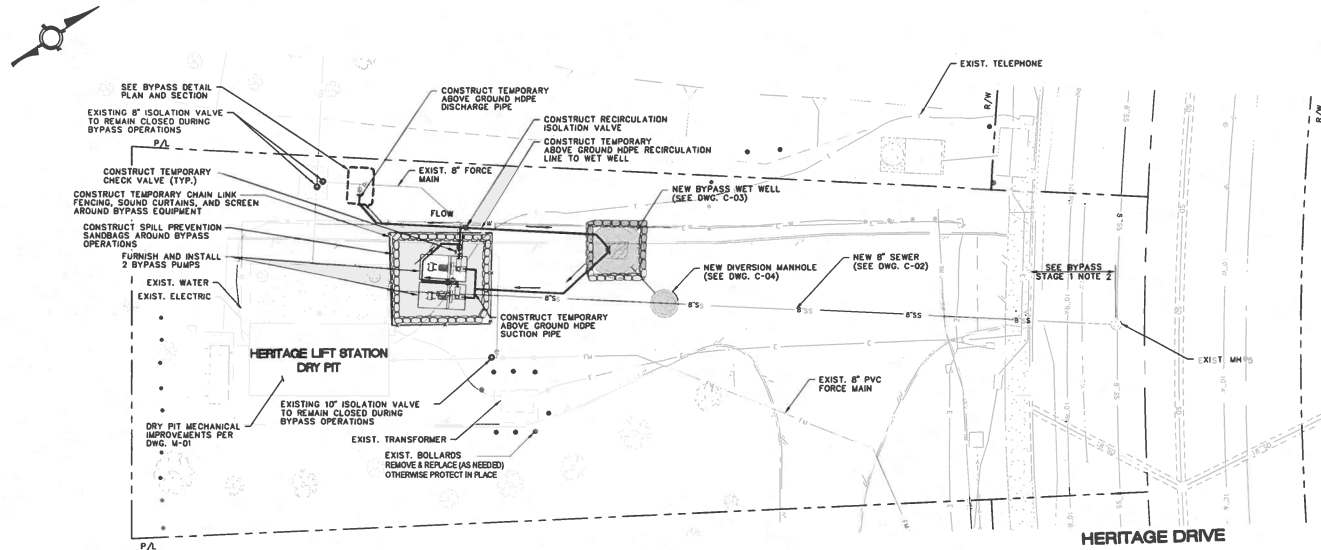 EXIST. TELEPHONE
R/W
R/W
SEE BYPASS DETAIL
PLAN AND SECTION
EXISTING 8" ISOLATION VALVE
TO REMAIN CLOSED DURING
BYPASS OPERATIONS
P/L
CONSTRUCT TEMPORARY
ABOVE GROUND HDPE
DISCHARGE PIPE
CONSTRUCT RECIRCULATION
ISOLATION VALVE
CONSTRUCT TEMPORARY
ABOVE GROUND HDPE RECIRCULATION
LINE TO WET WELL
CONSTRUCT TEMPORARY
CHECK VALVE (TYP.)
CONSTRUCT TEMPORARY CHAIN LINK
FENCING, SOUND CURTAINS, AND SCREEN
AROUND BYPASS EQUIPMENT
EXIST. 8" FORCE
MAIN
FLOW
W
NEW BYPASS WET WELL
(SEE DWG. C-03)
CONSTRUCT SPILL PREVENTION
SANDBAGS AROUND BYPASS
OPERATIONS
FURNISH AND INSTALL
2 BYPASS PUMPS
EXIST. WATER
EXIST. ELECTRIC
NEW DIVERSION MANHOLE
(SEE DWG. C-04)
NEW 8" SEWER
(SEE DWG. C-02)
SEE BYPASS
STAGE 1 NOTE 2
8"SS
8"SS
8"SS
8"SS
8"SS
CONSTRUCT TEMPORARY
ABOVE GROUND HDPE
SUCTION PIPE
HERITAGE LIFT STATION
DRY PIT
EXISTING 10" ISOLATION VALVE
TO REMAIN CLOSED DURING
BYPASS OPERATIONS
EXIST. 8" PVC
FORCE MAIN
FM
FM
FM
FM
DRY PIT MECHANICAL
IMPROVEMENTS PER
DWG. M-01
EXIST. TRANSFORMER
EXIST. BOLLARDS
REMOVE & REPLACE (AS NEEDED)
OTHERWISE PROTECT IN PLACE
P/L
HERITAGE DRIVE